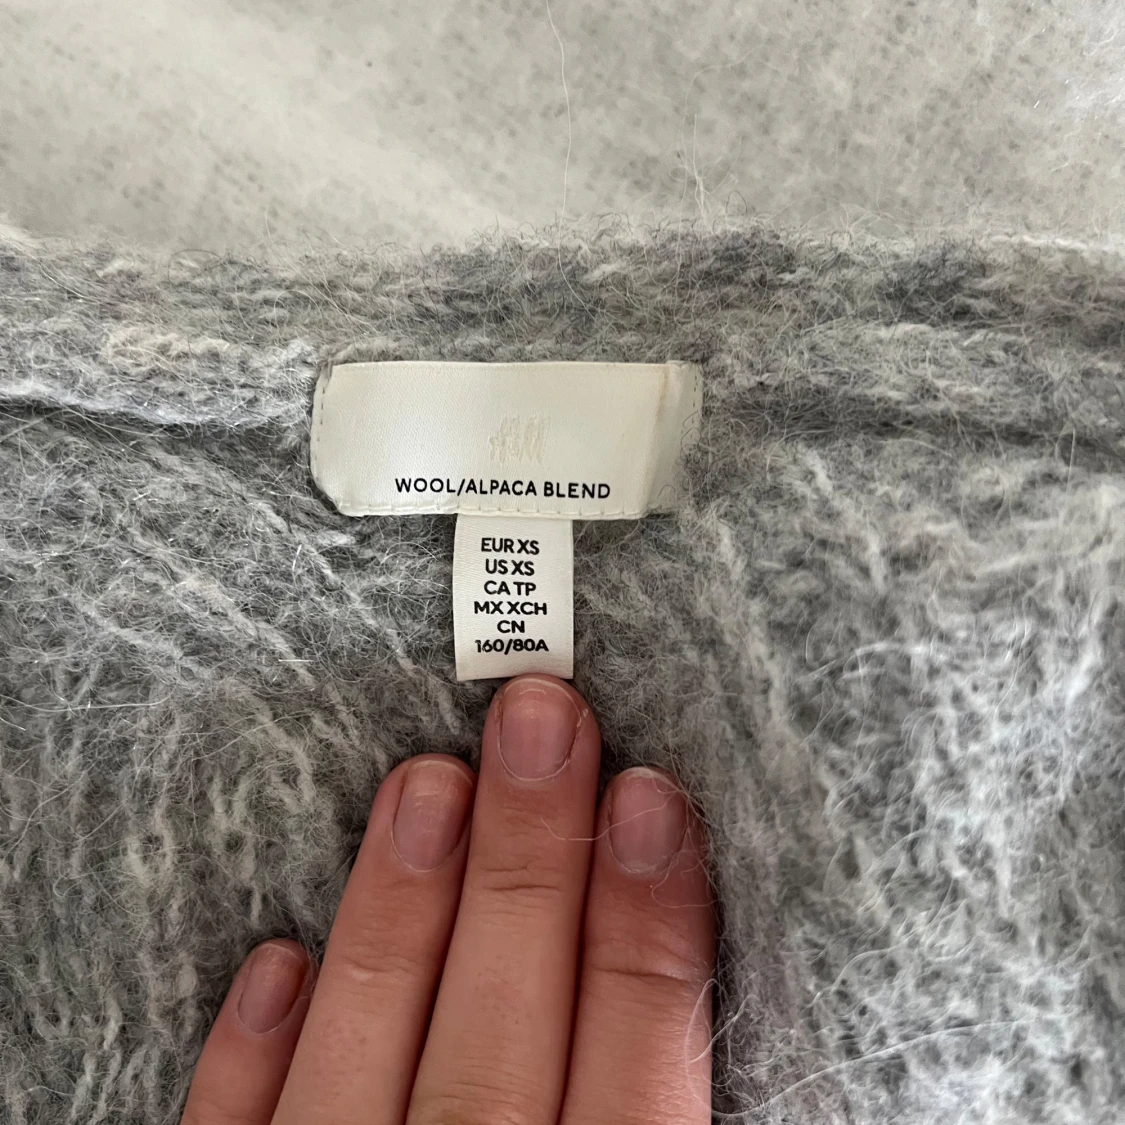 H&M
WOOL/ALPACA BLEND
EUR XS
US XS
CA TP
MX XCH
CN
160/80A